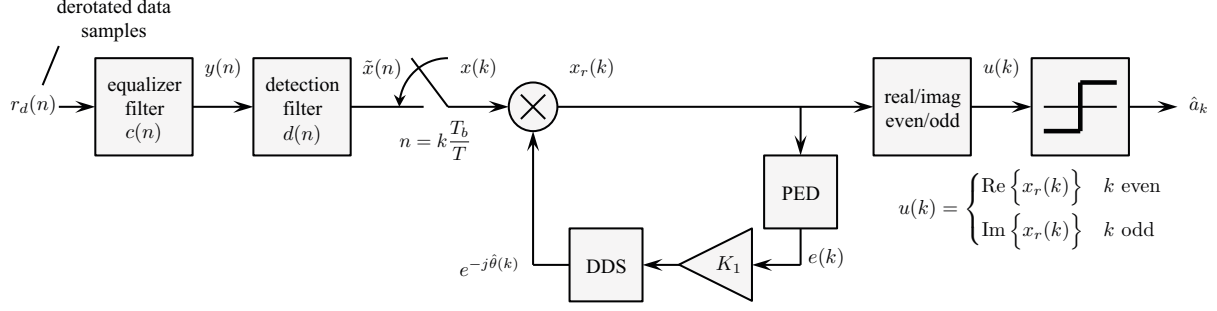 derotated data
samples
r_d(n)
equalizer
filter
c(n)
y(n)
detection
filter
d(n)
x̃(n)
x(k)
n = k T_b/T
x_r(k)
real/imag
even/odd
u(k)
â_k
PED
u(k) = { Re{x_r(k)} k even
Im{x_r(k)} k odd
e^{-jθ̂(k)}
DDS
K_1
e(k)